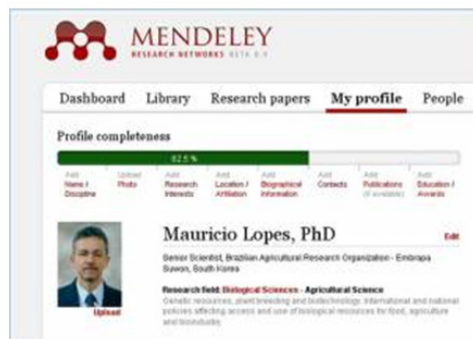 MENDELEY
RESEARCH NETWORKS BETA 0.9
Dashboard Library Research papers My profile People
Profile completeness
62.5 %
Add Name / Discipline
Upload Photo
Add Research Interests
Add Location / Affiliation
Add Biographical Information
Add Contacts
Add Publications
Add Education / Awards
Mauricio Lopes, PhD
Edit
Senior Scientist, Brazilian Agricultural Research Organization - Embrapa
Suwon, South Korea
Research field: Biological Sciences - Agricultural Science
Genetic resources, plant breeding and biotechnology. International and national
policies affecting access and use of biological resources for food, agriculture
and bioindustry.
Upload